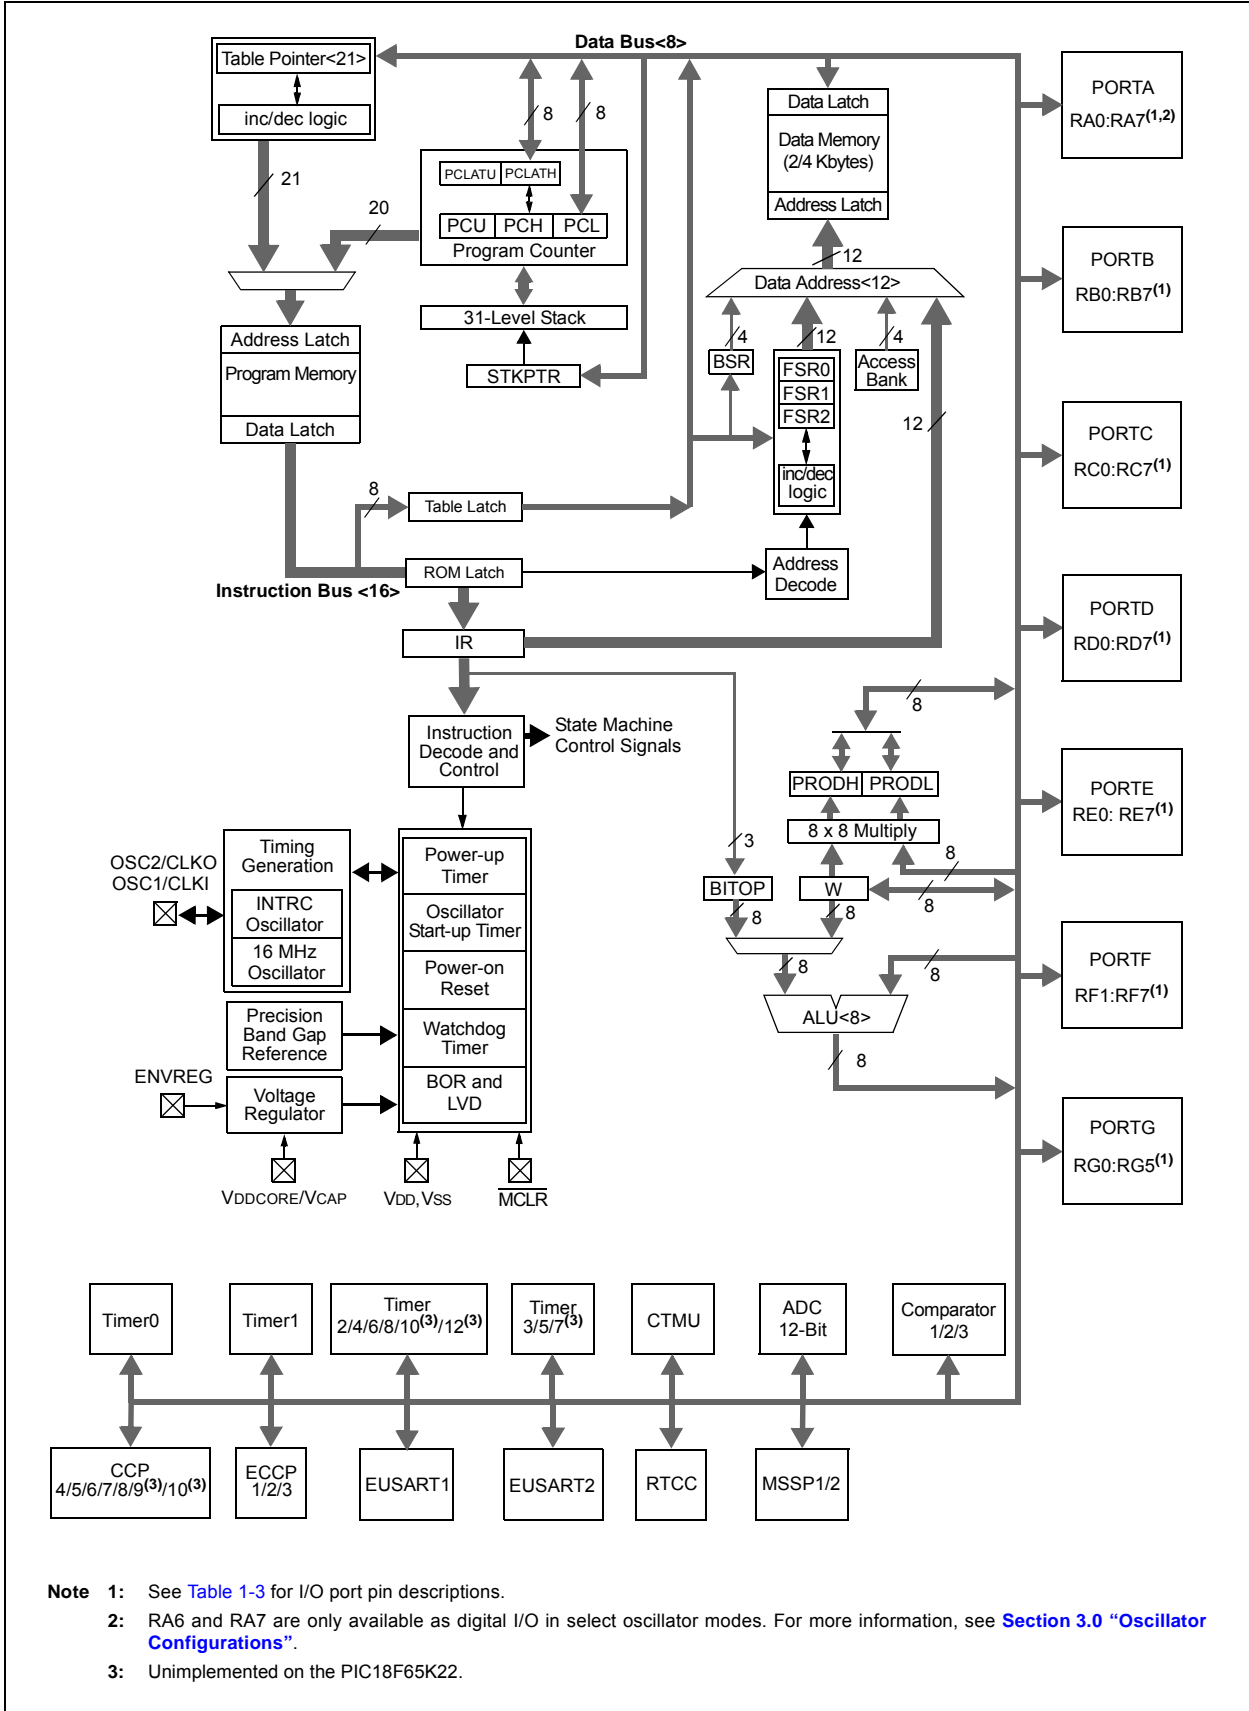 Data Bus<8>
Table Pointer<21>
inc/dec logic
21
20
8
8
PCLATU PCLATH
PCU PCH PCL
Program Counter
31-Level Stack
STKPTR
Data Latch
Data Memory
(2/4 Kbytes)
Address Latch
12
Data Address<12>
4
12
4
BSR
FSR0
FSR1
FSR2
inc/dec
logic
Access
Bank
12
Address Latch
Program Memory
Data Latch
8
Table Latch
ROM Latch
Instruction Bus <16>
Address
Decode
IR
Instruction
Decode and
Control
State Machine
Control Signals
8
PRODH PRODL
8 x 8 Multiply
3
8
BITOP
W
8
8
8
8
8
ALU<8>
8
OSC2/CLKO
OSC1/CLKI
Timing
Generation
INTRC
Oscillator
16 MHz
Oscillator
Power-up
Timer
Oscillator
Start-up Timer
Power-on
Reset
Watchdog
Timer
BOR and
LVD
Precision
Band Gap
Reference
ENVREG
Voltage
Regulator
VDDCORE/VCAP
VDD, VSS
MCLR
PORTA
RA0:RA7(1,2)
PORTB
RB0:RB7(1)
PORTC
RC0:RC7(1)
PORTD
RD0:RD7(1)
PORTE
RE0: RE7(1)
PORTF
RF1:RF7(1)
PORTG
RG0:RG5(1)
Timer0
Timer1
Timer
2/4/6/8/10(3)/12(3)
Timer
3/5/7(3)
CTMU
ADC
12-Bit
Comparator
1/2/3
CCP
4/5/6/7/8/9(3)/10(3)
ECCP
1/2/3
EUSART1
EUSART2
RTCC
MSSP1/2
Note 1: See Table 1-3 for I/O port pin descriptions.
2: RA6 and RA7 are only available as digital I/O in select oscillator modes. For more information, see Section 3.0 “Oscillator
Configurations”.
3: Unimplemented on the PIC18F65K22.